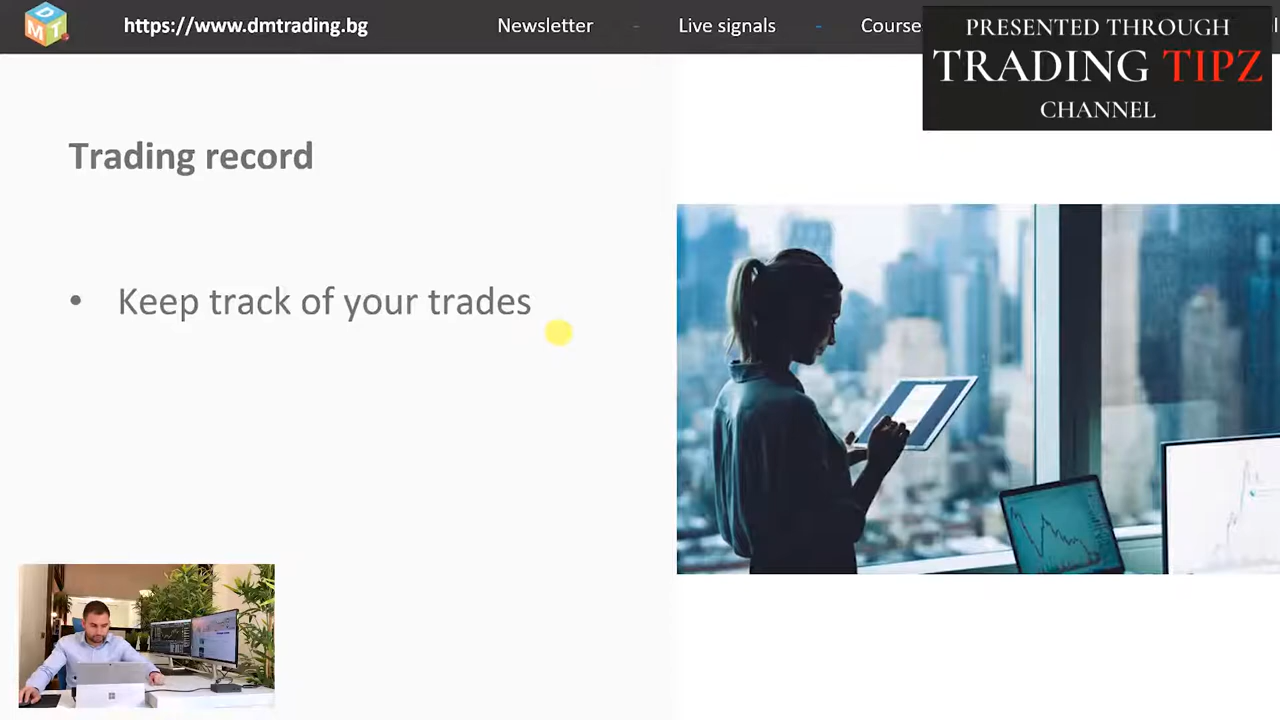 DMT
https://www.dmtrading.bg
Newsletter - Live signals - Course
PRESENTED THROUGH
TRADING TIPZ
CHANNEL
Trading record
• Keep track of your trades